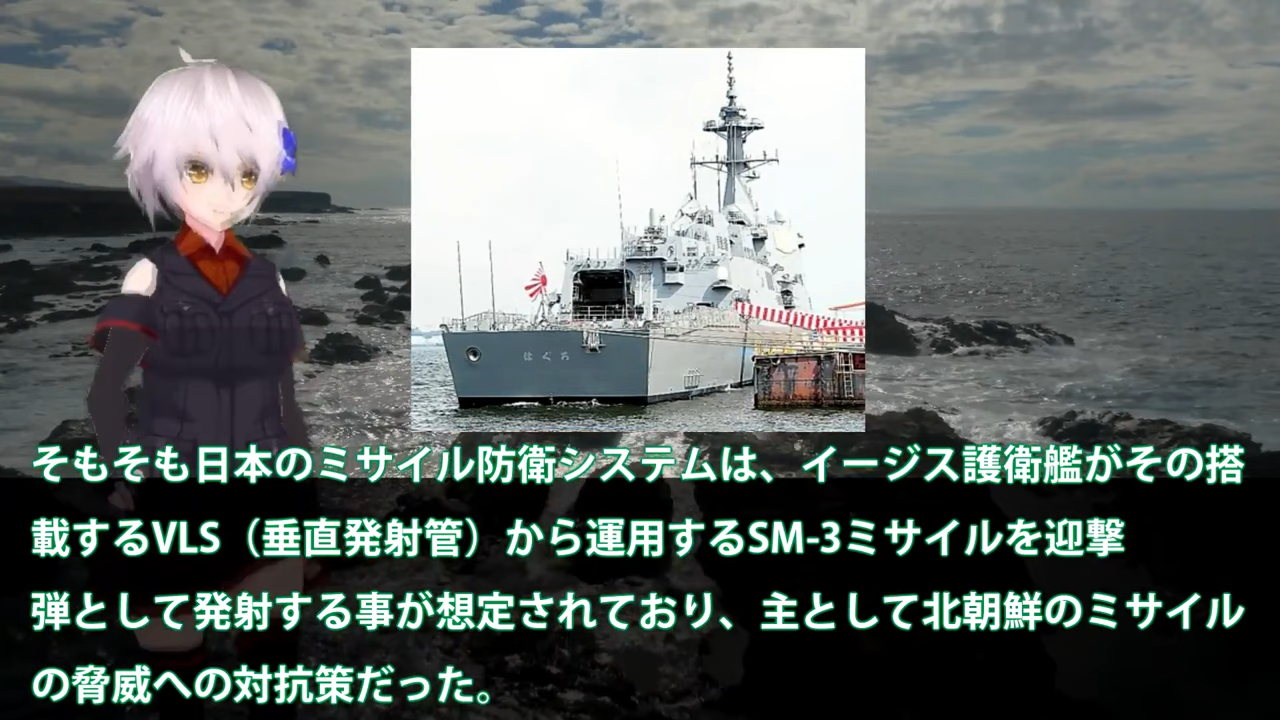 はぐろ
そもそも日本のミサイル防衛システムは、イージス護衛艦がその搭
載するVLS（垂直発射管）から運用するSM-3ミサイルを迎撃
弾として発射する事が想定されており、主として北朝鮮のミサイル
の脅威への対抗策だった。